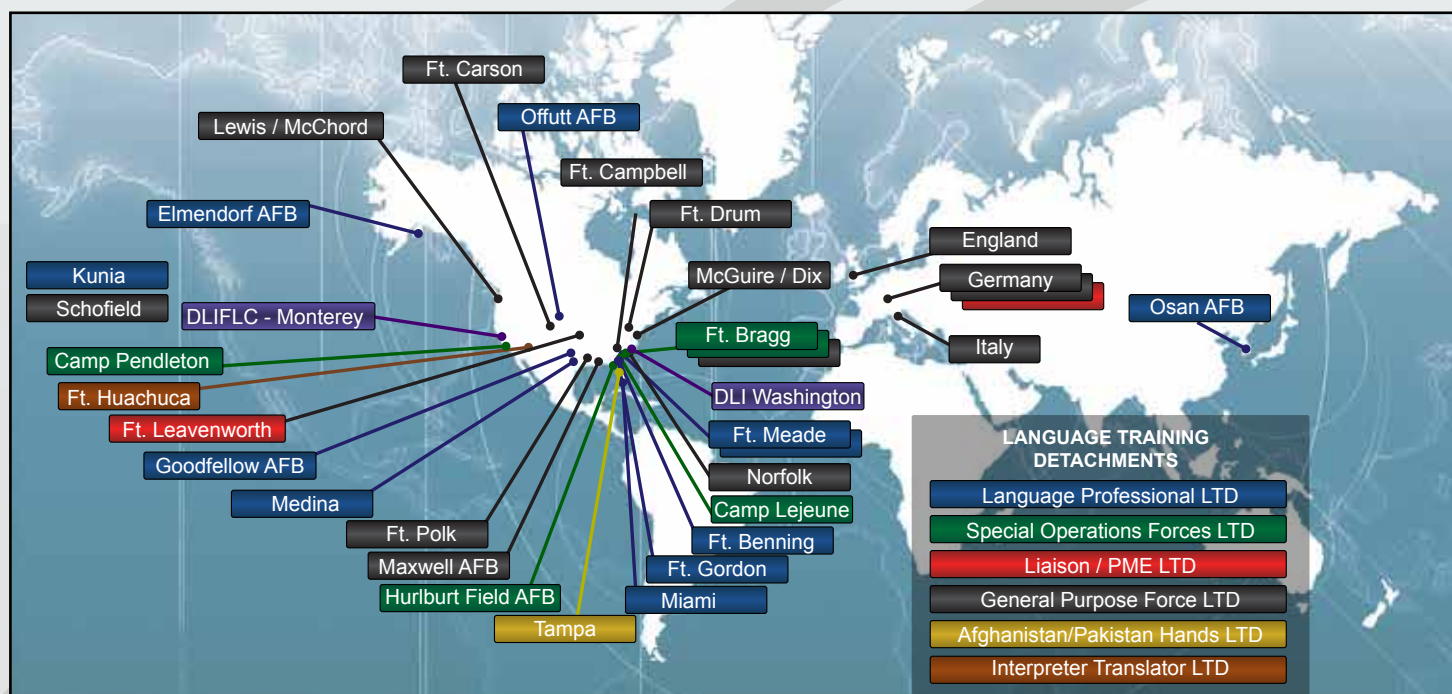 Ft. Carson
Offutt AFB
Lewis / McChord
Ft. Campbell
Ft. Drum
Elmendorf AFB
England
McGuire / Dix
Germany
Kunia
Schofield
DLIFLC - Monterey
Osan AFB
Ft. Bragg
Italy
Camp Pendleton
Ft. Huachuca
DLI Washington
Ft. Leavenworth
Ft. Meade
Goodfellow AFB
Norfolk
Medina
Camp Lejeune
Ft. Polk
Ft. Benning
Maxwell AFB
Ft. Gordon
Hurlburt Field AFB
Miami
Tampa
LANGUAGE TRAINING
DETACHMENTS
Language Professional LTD
Special Operations Forces LTD
Liaison / PME LTD
General Purpose Force LTD
Afghanistan/Pakistan Hands LTD
Interpreter Translator LTD